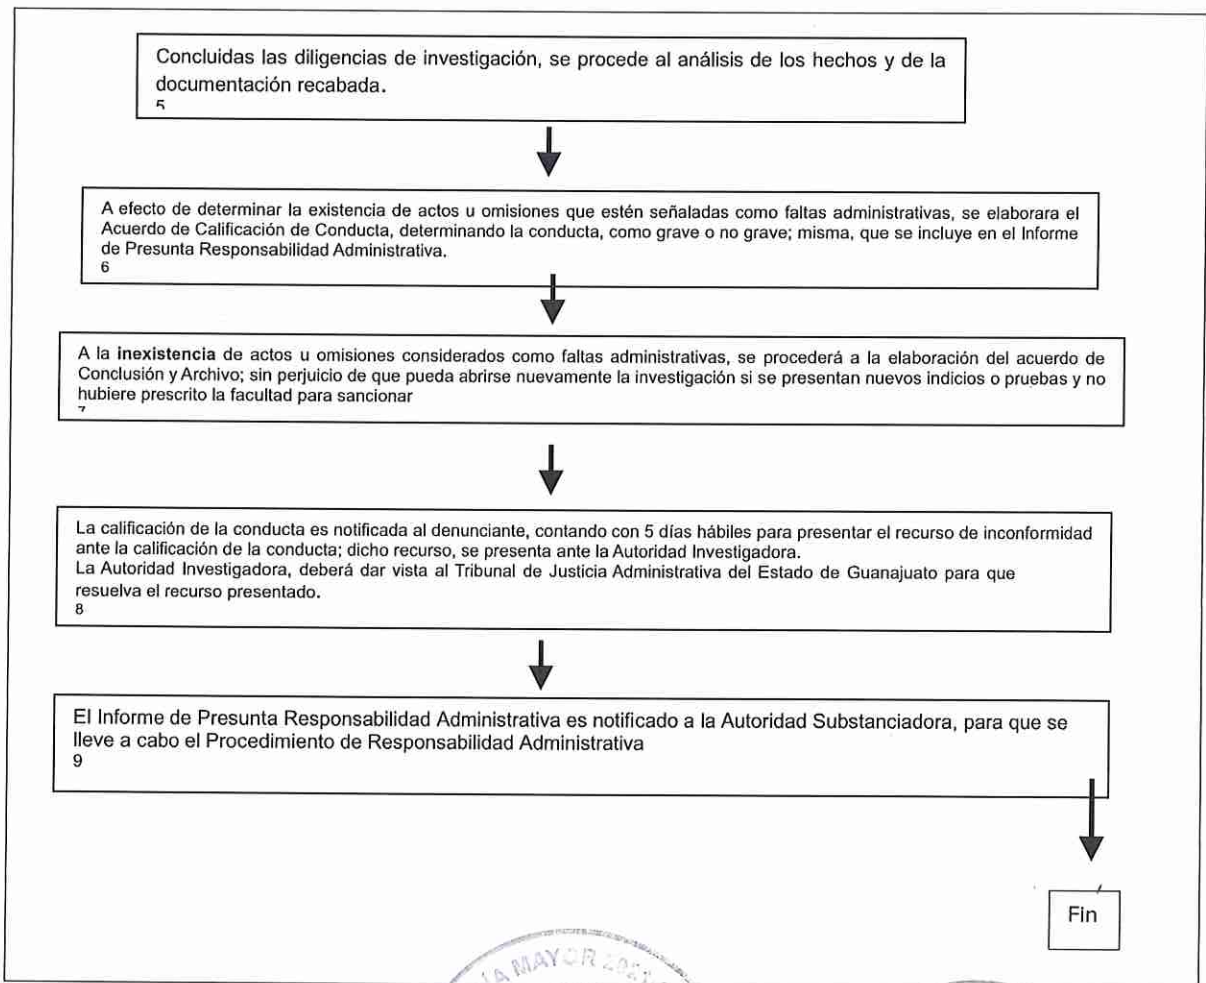 Concluidas las diligencias de investigación, se procede al análisis de los hechos y de la
documentación recabada.
5
A efecto de determinar la existencia de actos u omisiones que estén señaladas como faltas administrativas, se elaborara el
Acuerdo de Calificación de Conducta, determinando la conducta, como grave o no grave; misma, que se incluye en el Informe
de Presunta Responsabilidad Administrativa.
6
A la inexistencia de actos u omisiones considerados como faltas administrativas, se procederá a la elaboración del acuerdo de
Conclusión y Archivo; sin perjuicio de que pueda abrirse nuevamente la investigación si se presentan nuevos indicios o pruebas y no
hubiere prescrito la facultad para sancionar
7
La calificación de la conducta es notificada al denunciante, contando con 5 días hábiles para presentar el recurso de inconformidad
ante la calificación de la conducta; dicho recurso, se presenta ante la Autoridad Investigadora.
La Autoridad Investigadora, deberá dar vista al Tribunal de Justicia Administrativa del Estado de Guanajuato para que
resuelva el recurso presentado.
8
El Informe de Presunta Responsabilidad Administrativa es notificado a la Autoridad Substanciadora, para que se
lleve a cabo el Procedimiento de Responsabilidad Administrativa
9
Fin
MAYOR